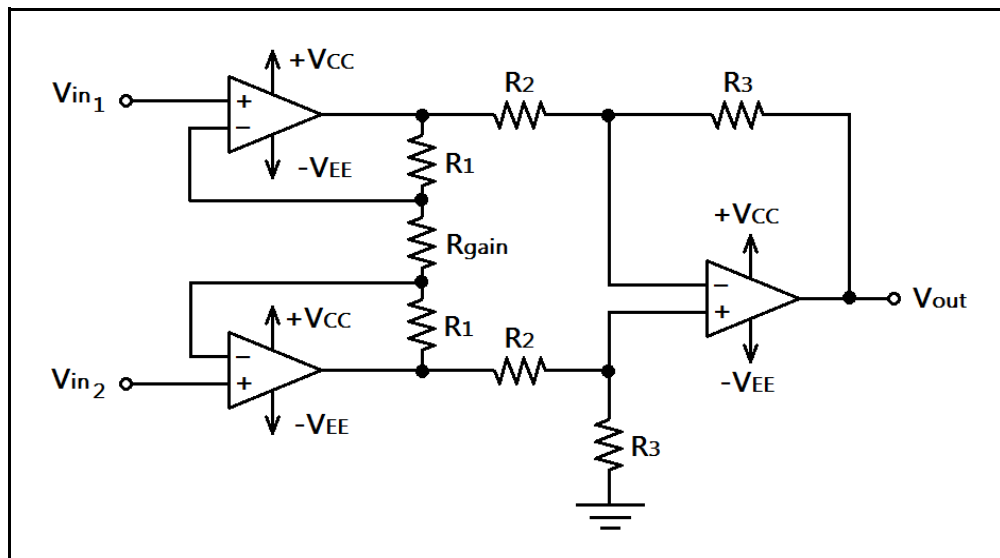 +VCC
R2
R3
Vin1
+
−
-VEE
R1
+VCC
Rgain
−
+
Vout
+VCC
R1
R2
-VEE
−
+
Vin2
-VEE
R3